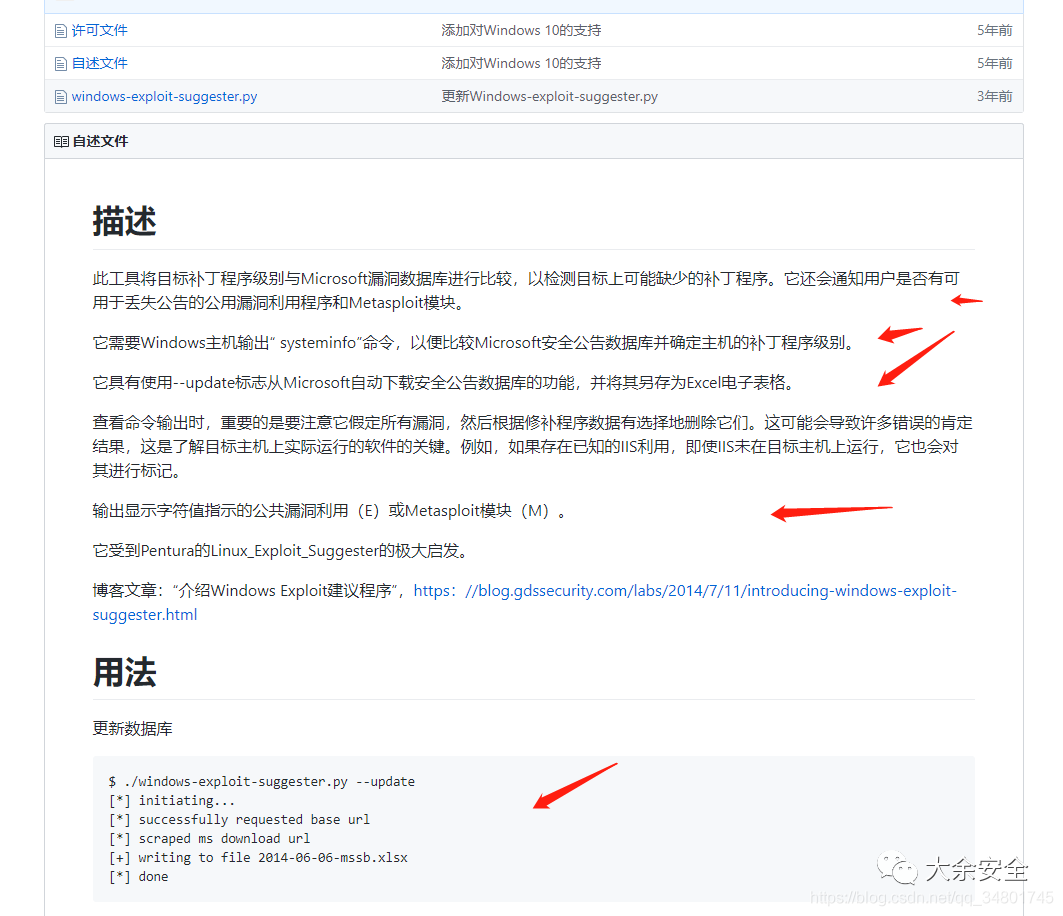 许可文件 添加对Windows 10的支持 5年前
自述文件 添加对Windows 10的支持 5年前
windows-exploit-suggester.py 更新Windows-exploit-suggester.py 3年前
自述文件
描述
此工具将目标补丁程序级别与Microsoft漏洞数据库进行比较，以检测目标上可能缺少的补丁程序。它还会通知用户是否有可
用于丢失公告的公用漏洞利用程序和Metasploit模块。
它需要Windows主机输出“ systeminfo”命令，以便比较Microsoft安全公告数据库并确定主机的补丁程序级别。
它具有使用--update标志从Microsoft自动下载安全公告数据库的功能，并将其另存为Excel电子表格。
查看命令输出时，重要的是要注意它假定所有漏洞，然后根据修补程序数据有选择地删除它们。这可能会导致许多错误的肯定
结果，这是了解目标主机上实际运行的软件的关键。例如，如果存在已知的IIS利用，即使IIS未在目标主机上运行，它也会对
其进行标记。
输出显示字符值指示的公共漏洞利用（E）或Metasploit模块（M）。
它受到Pentura的Linux_Exploit_Suggester的极大启发。
博客文章：“介绍Windows Exploit建议程序”，https：//blog.gdssecurity.com/labs/2014/7/11/introducing-windows-exploit-
suggester.html
用法
更新数据库
$ ./windows-exploit-suggester.py --update
[*] initiating...
[*] successfully requested base url
[*] scraped ms download url
[+] writing to file 2014-06-06-mssb.xlsx
[*] done
大余安全
https://blog.csdn.net/qq_34801745